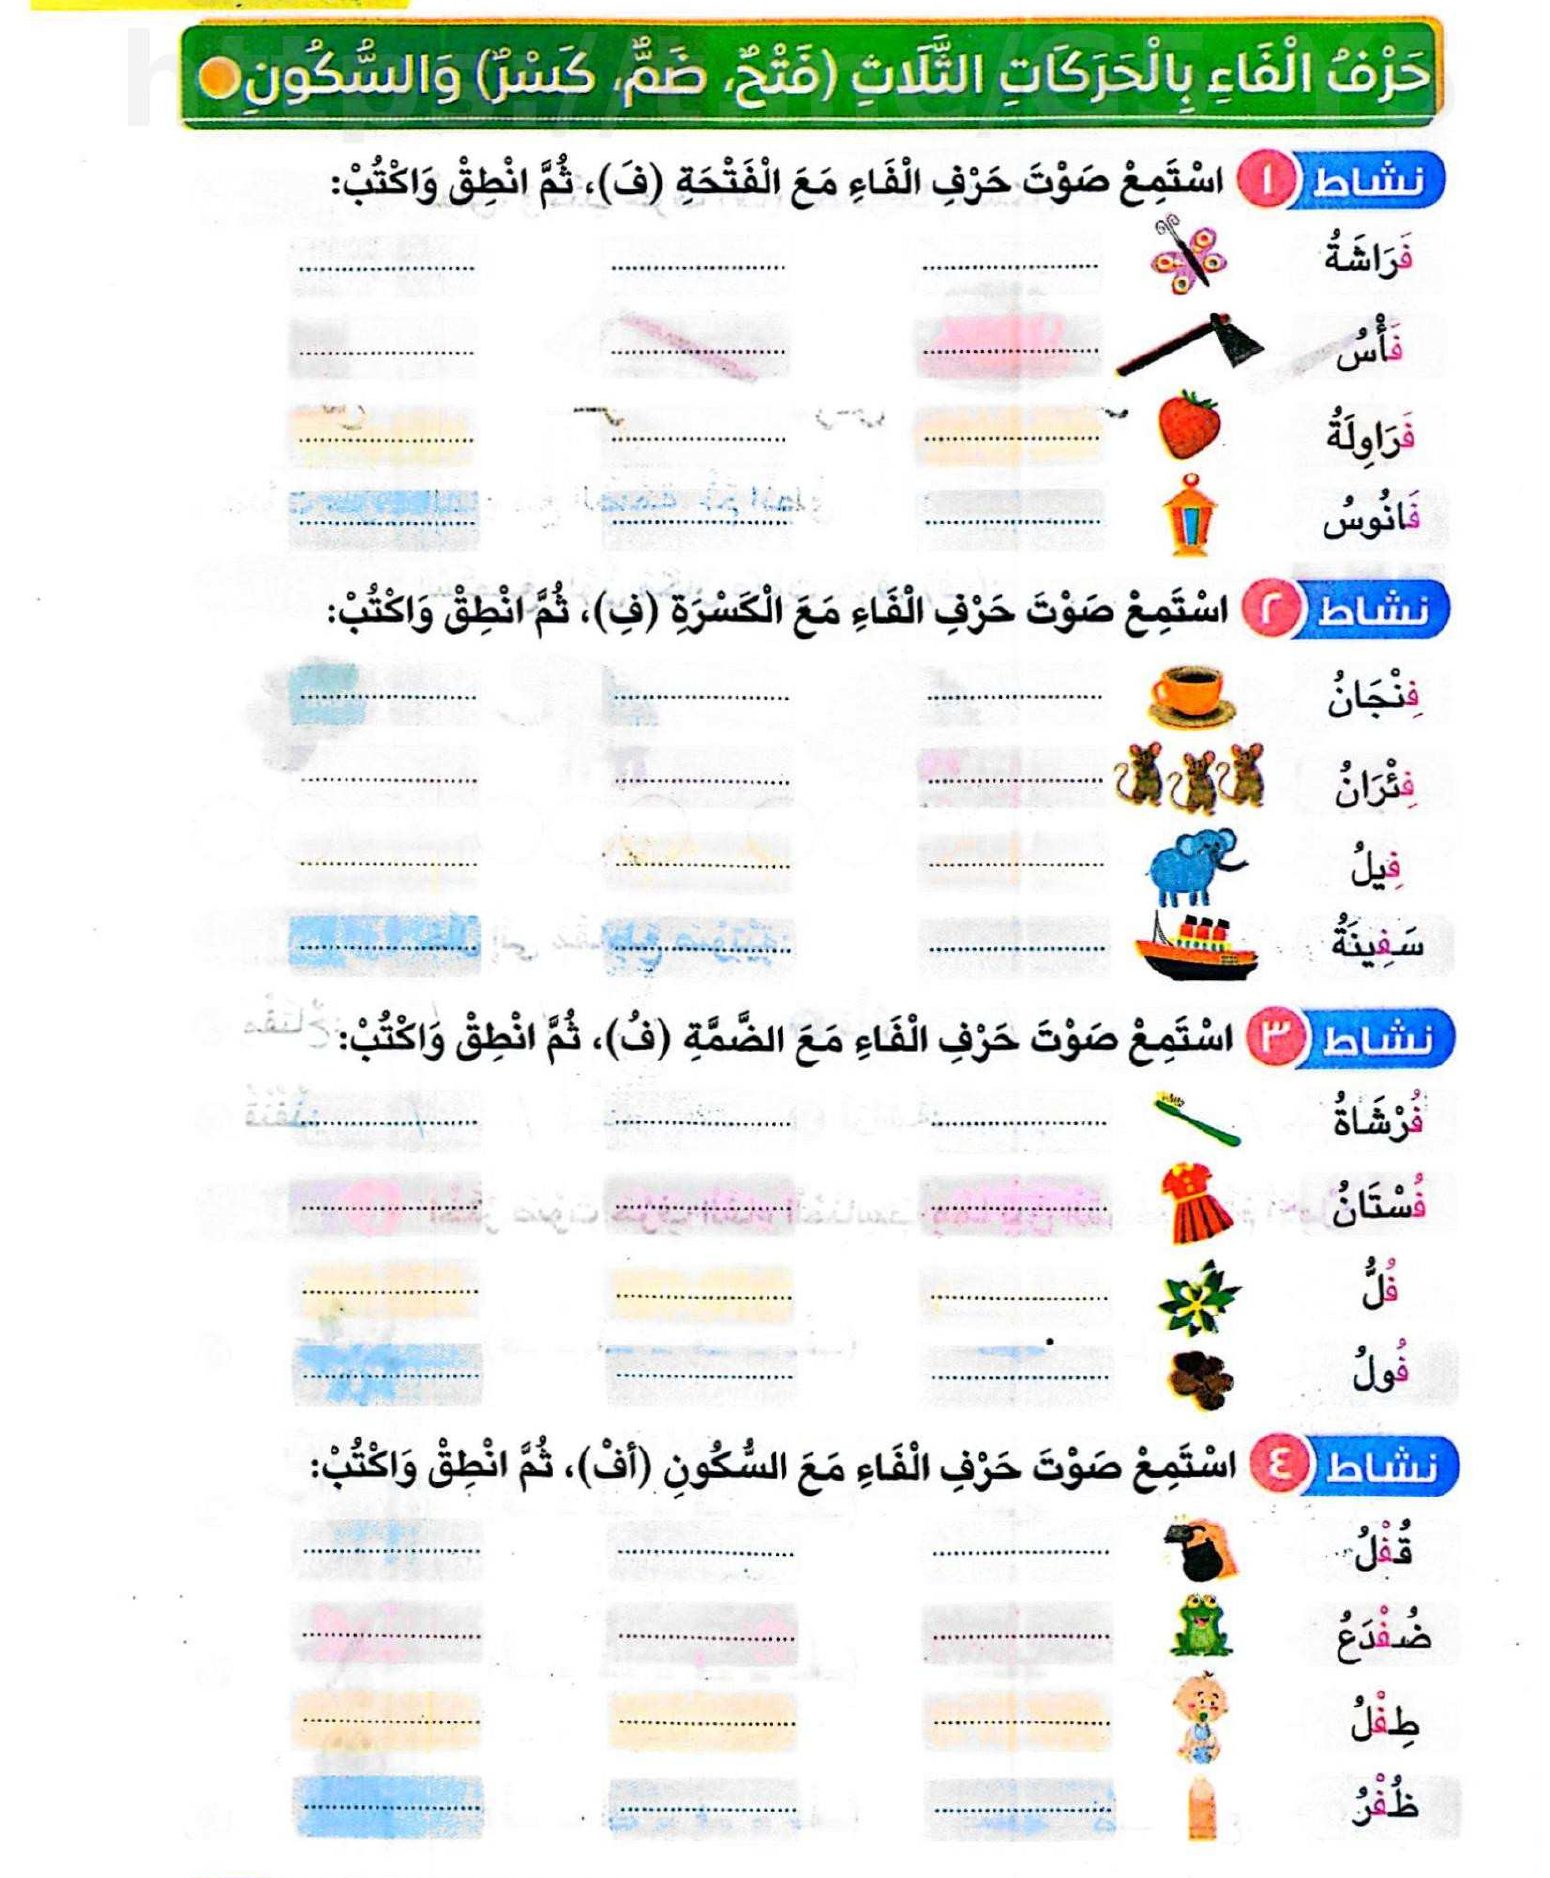 حَرْفُ الْفَاءِ بِالْحَرَكَاتِ الثَّلَاثِ (فَتْحٌ، ضَمٌّ، كَسْرٌ) وَالسُّكُونِ
نشاط ١ اسْتَمِعْ صَوْتَ حَرْفِ الْفَاءِ مَعَ الْفَتْحَةِ (فَ)، ثُمَّ انْطِقْ وَاكْتُبْ:
فَرَاشَةُ
فَأْسُ
فَرَاوِلَةُ
فَانُوسُ
نشاط ٢ اسْتَمِعْ صَوْتَ حَرْفِ الْفَاءِ مَعَ الْكَسْرَةِ (فِ)، ثُمَّ انْطِقْ وَاكْتُبْ:
فِنْجَانُ
فِئْرَانُ
فِيلُ
سَفِينَةُ
نشاط ٣ اسْتَمِعْ صَوْتَ حَرْفِ الْفَاءِ مَعَ الضَّمَّةِ (فُ)، ثُمَّ انْطِقْ وَاكْتُبْ:
فُرْشَاةُ
فُسْتَانُ
فُلُّ
فُولُ
نشاط ٤ اسْتَمِعْ صَوْتَ حَرْفِ الْفَاءِ مَعَ السُّكُونِ (أفْ)، ثُمَّ انْطِقْ وَاكْتُبْ:
قُفْلُ
ضُفْدَعُ
طِفْلُ
ظُفْرُ